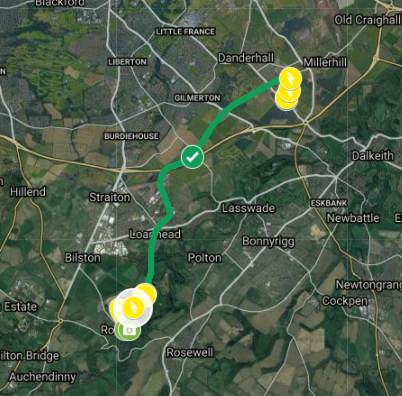 Blackford
Old Craighall
LITTLE FRANCE
Danderhall
Millerhill
LIBERTON
N
GILMERTON
BURDIEHOUSE
Dalkeith
Hillend
Straiton
ESKBANK
Lasswade
Newbattle
E
Loanhead
Bonnyrigg
Bilston
Polton
Newtongrang
Estate
Cockpen
Ro
Rosewell
ilton Bridge
Auchendinny